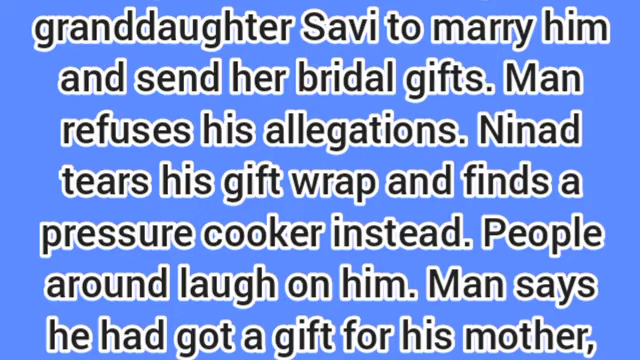 granddaughter Savi to marry him
and send her bridal gifts. Man
refuses his allegations. Ninad
tears his gift wrap and finds a
pressure cooker instead. People
around laugh on him. Man says
he had got a gift for his mother,